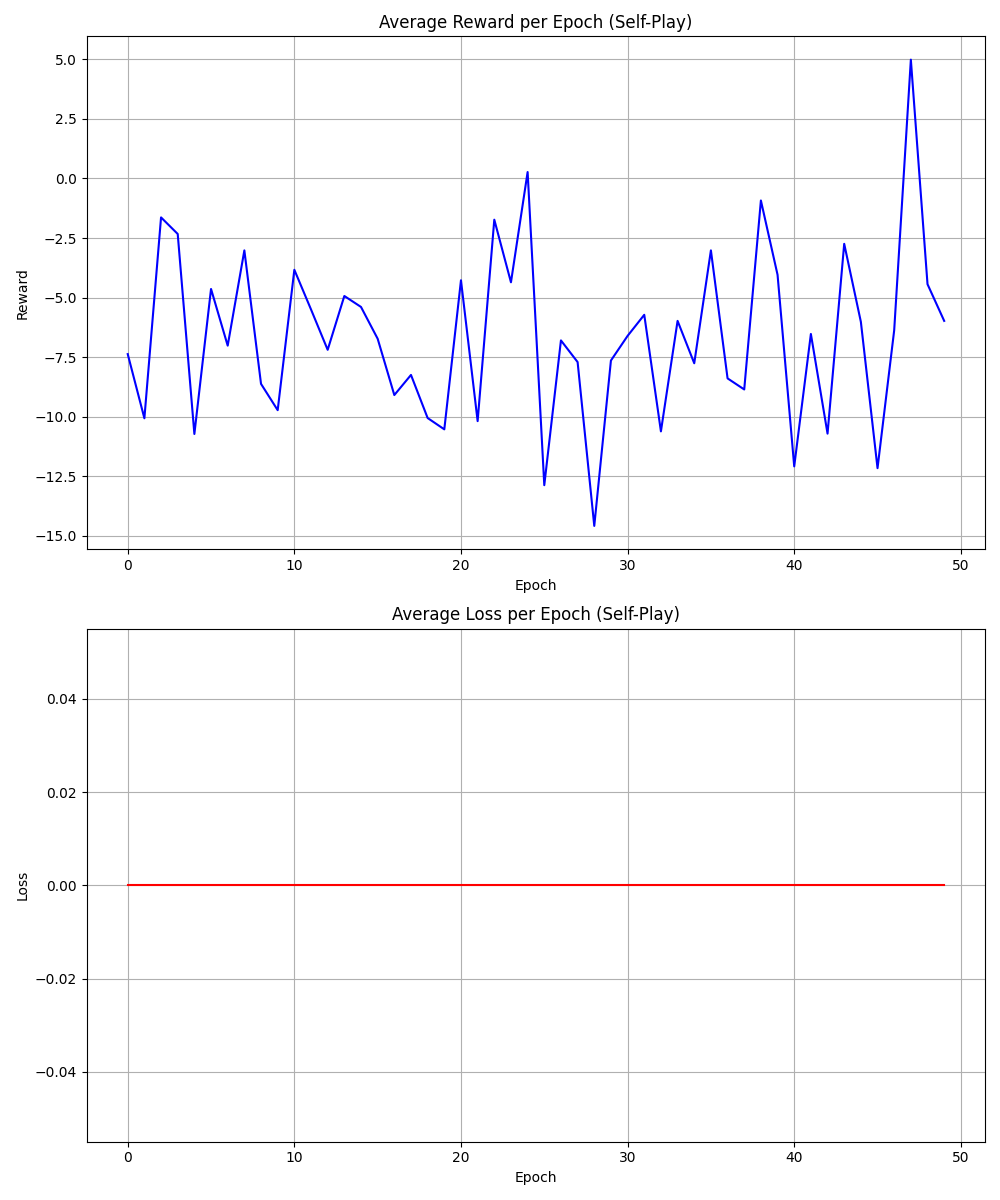 Average Reward per Epoch (Self-Play)
5.0
2.5
0.0
−2.5
−5.0
−7.5
−10.0
−12.5
−15.0
Reward
0 10 20 30 40 50
Epoch
Average Loss per Epoch (Self-Play)
0.04
0.02
0.00
−0.02
−0.04
Loss
0 10 20 30 40 50
Epoch